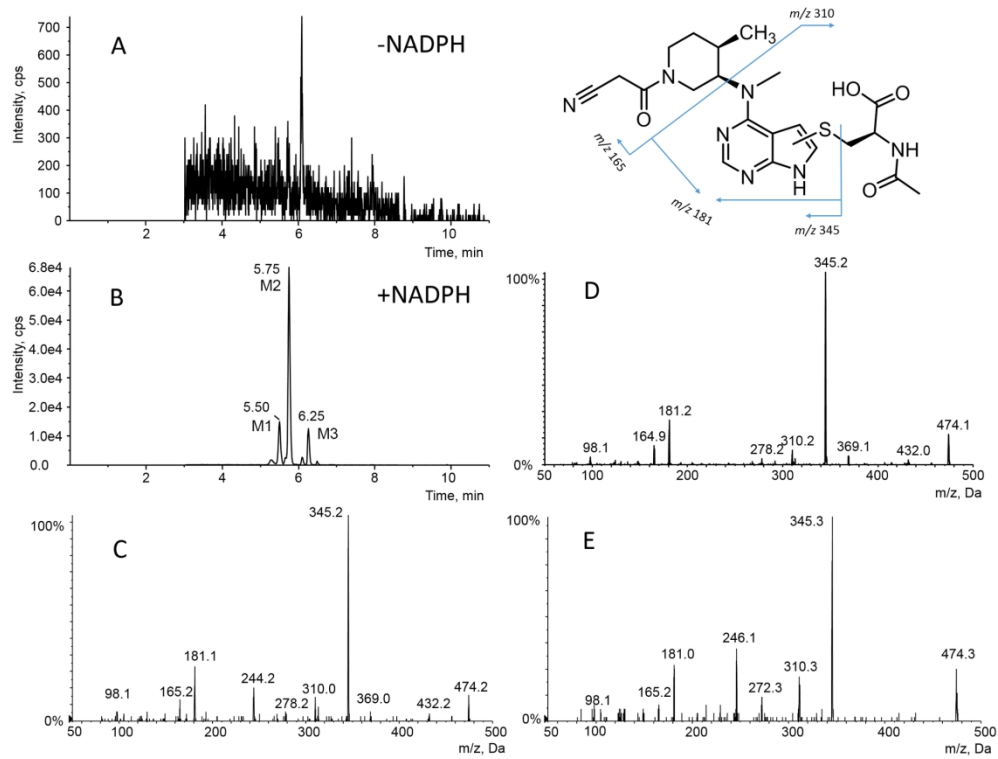 A
-NADPH
Intensity, cps
700
600
500
400
300
200
100
0
2
4
6
8
10
Time, min
m/z 310
CH3
N
N
O
N
HO
O
S
N
N
N
H
NH
O
m/z 165
m/z 181
m/z 345
B
+NADPH
Intensity, cps
6.8e4
6.0e4
5.0e4
4.0e4
3.0e4
2.0e4
1.0e4
0.0
5.75
M2
5.50
M1
6.25
M3
2
4
6
8
10
Time, min
D
100%
0%
345.2
98.1
164.9
181.2
278.2
310.2
369.1
432.0
474.1
50
100
200
300
400
500
m/z, Da
C
100%
0%
345.2
98.1
165.2
181.1
244.2
278.2
310.0
369.0
432.2
474.2
50
100
200
300
400
500
m/z, Da
E
100%
0%
345.3
98.1
165.2
181.0
246.1
272.3
310.3
474.3
50
100
200
300
400
500
m/z, Da